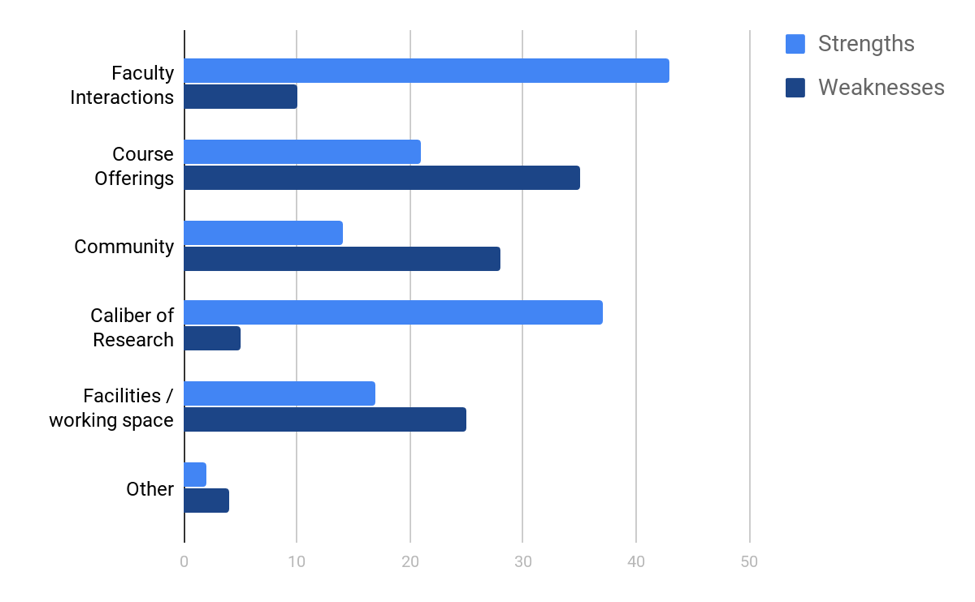 Strengths
Weaknesses
Faculty
Interactions
Course
Offerings
Community
Caliber of
Research
Facilities /
working space
Other
0 10 20 30 40 50